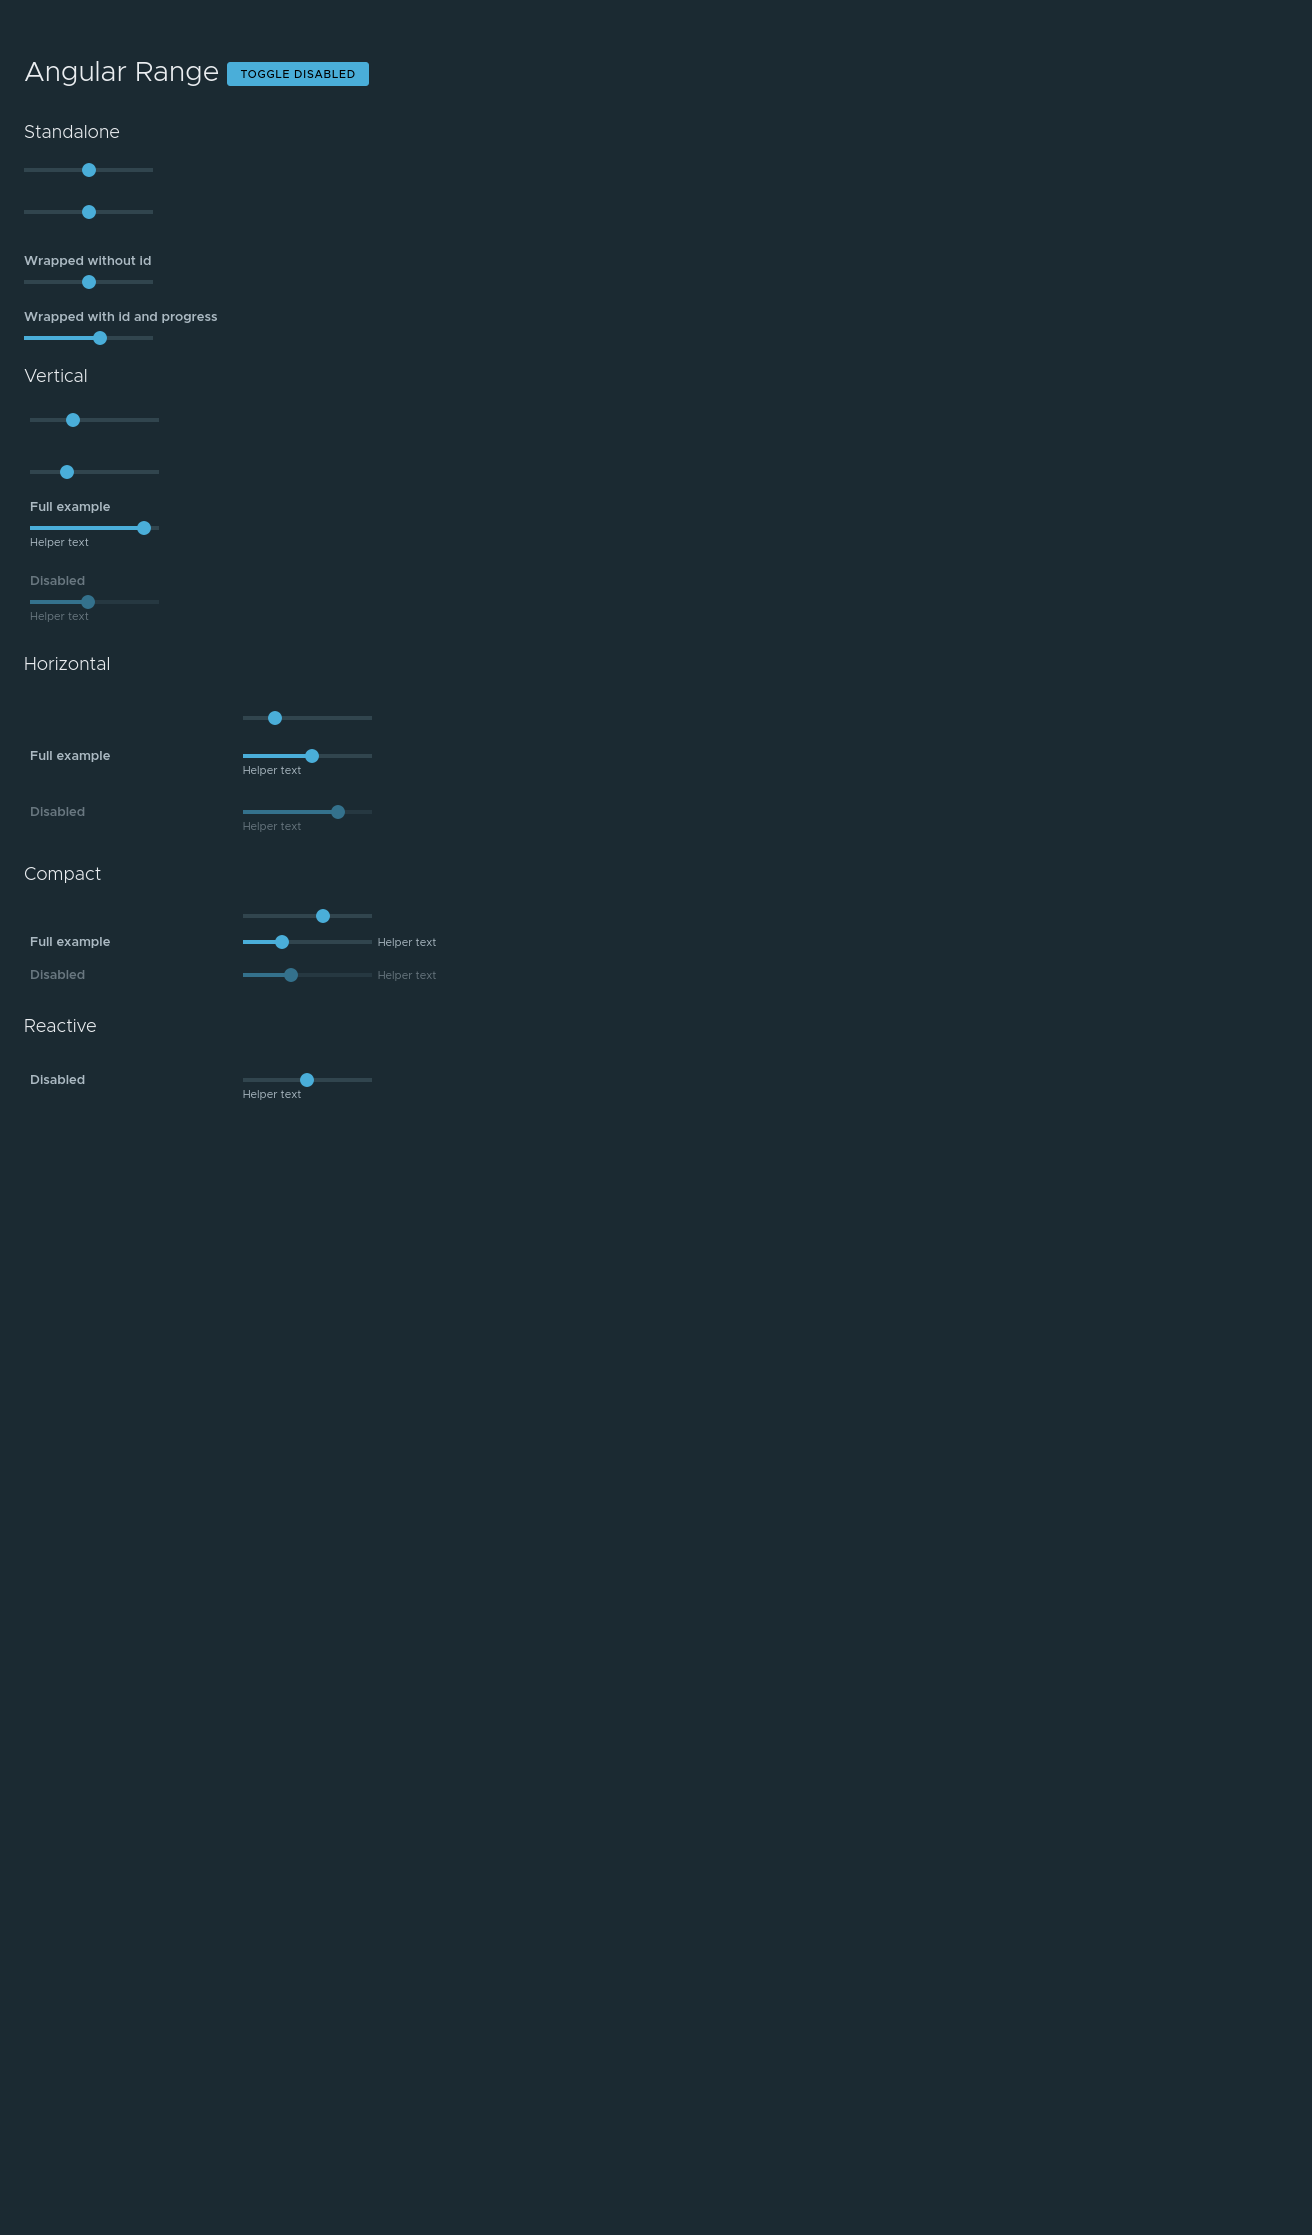 Angular Range TOGGLE DISABLED
Standalone
Wrapped without id
Wrapped with id and progress
Vertical
Full example
Helper text
Disabled
Helper text
Horizontal
Full example
Helper text
Disabled
Helper text
Compact
Full example Helper text
Disabled Helper text
Reactive
Disabled
Helper text